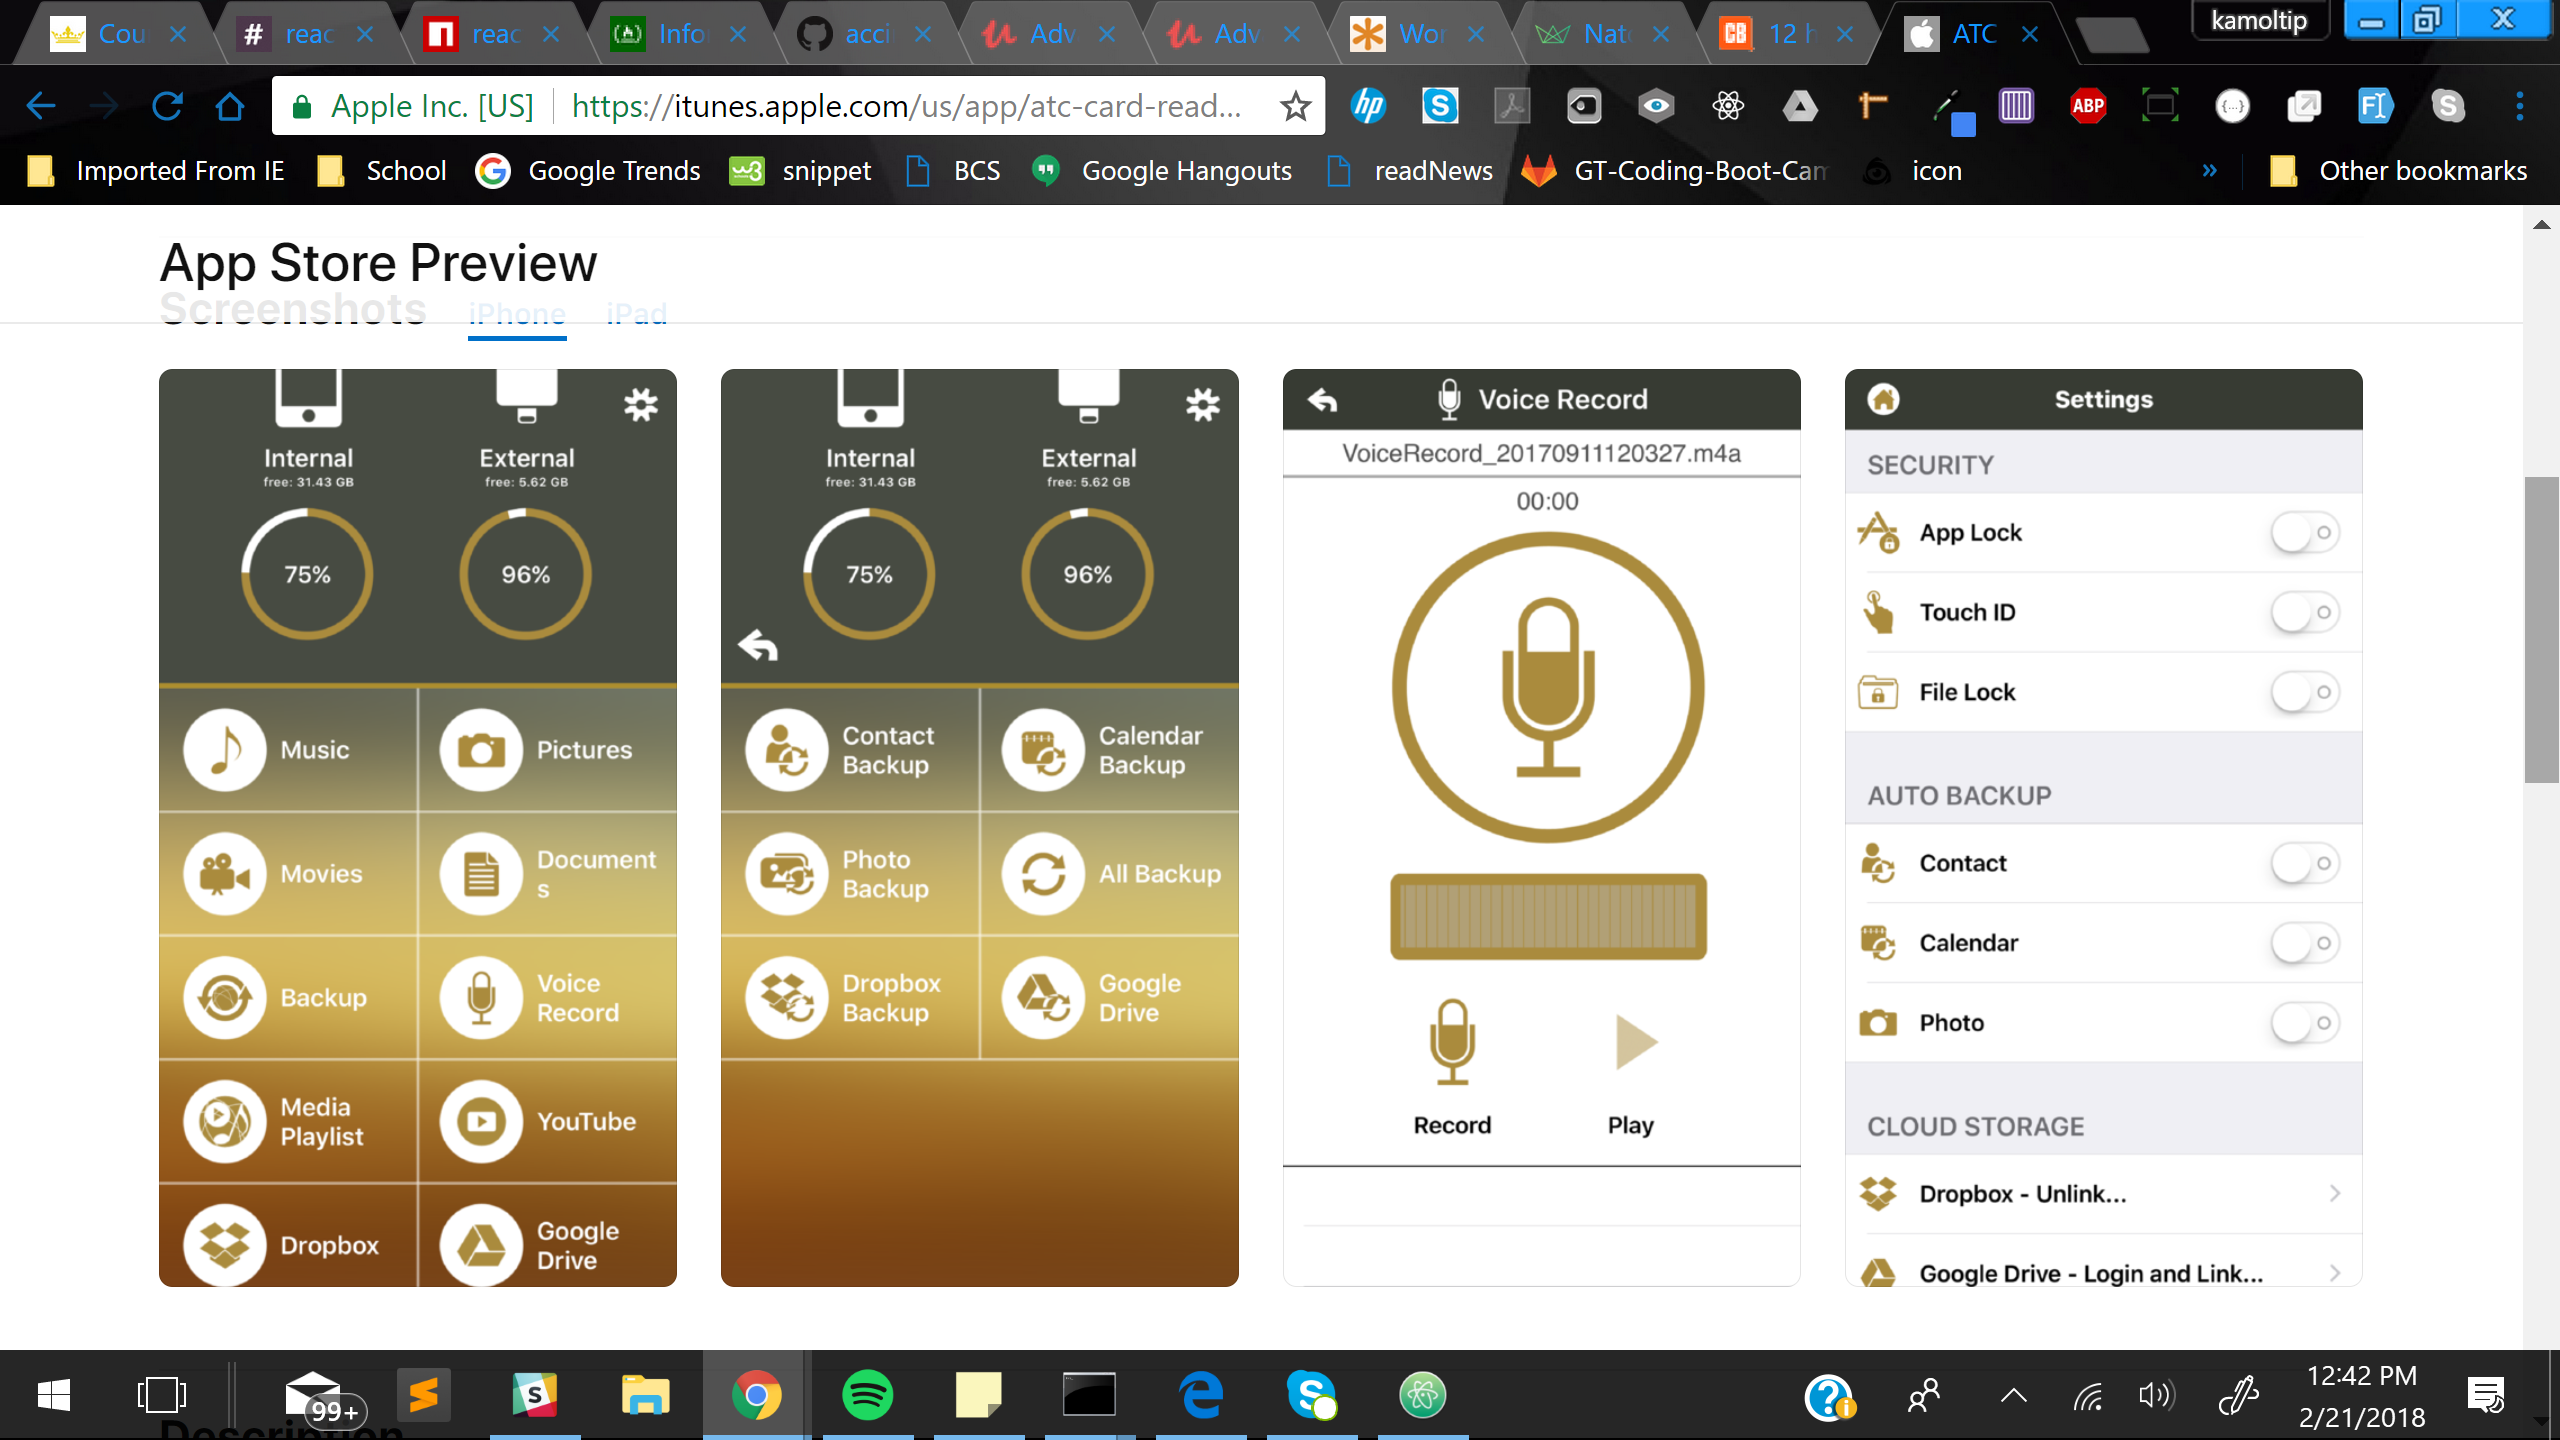 Cou
reac
reac
Info
acci
Adv
Adv
Wor
Nato
12 h
ATC
kamoltip
Apple Inc. [US] https://itunes.apple.com/us/app/atc-card-read...
Imported From IE School Google Trends snippet BCS Google Hangouts readNews GT-Coding-Boot-Cam icon » Other bookmarks
App Store Preview
Screenshots iPhone iPad
Internal External
free: 31.43 GB free: 5.62 GB
75% 96%
Music Pictures
Movies Document
s
Backup Voice
Record
Media
Playlist
YouTube
Dropbox Google
Drive
Internal External
free: 31.43 GB free: 5.62 GB
75% 96%
Contact
Backup
Calendar
Backup
Photo
Backup
All Backup
Dropbox
Backup
Google
Drive
Voice Record
VoiceRecord_20170911120327.m4a
00:00
Record Play
Settings
SECURITY
App Lock
Touch ID
File Lock
AUTO BACKUP
Contact
Calendar
Photo
CLOUD STORAGE
Dropbox - Unlink...
Google Drive - Login and Link...
Description
99+
12:42 PM
2/21/2018